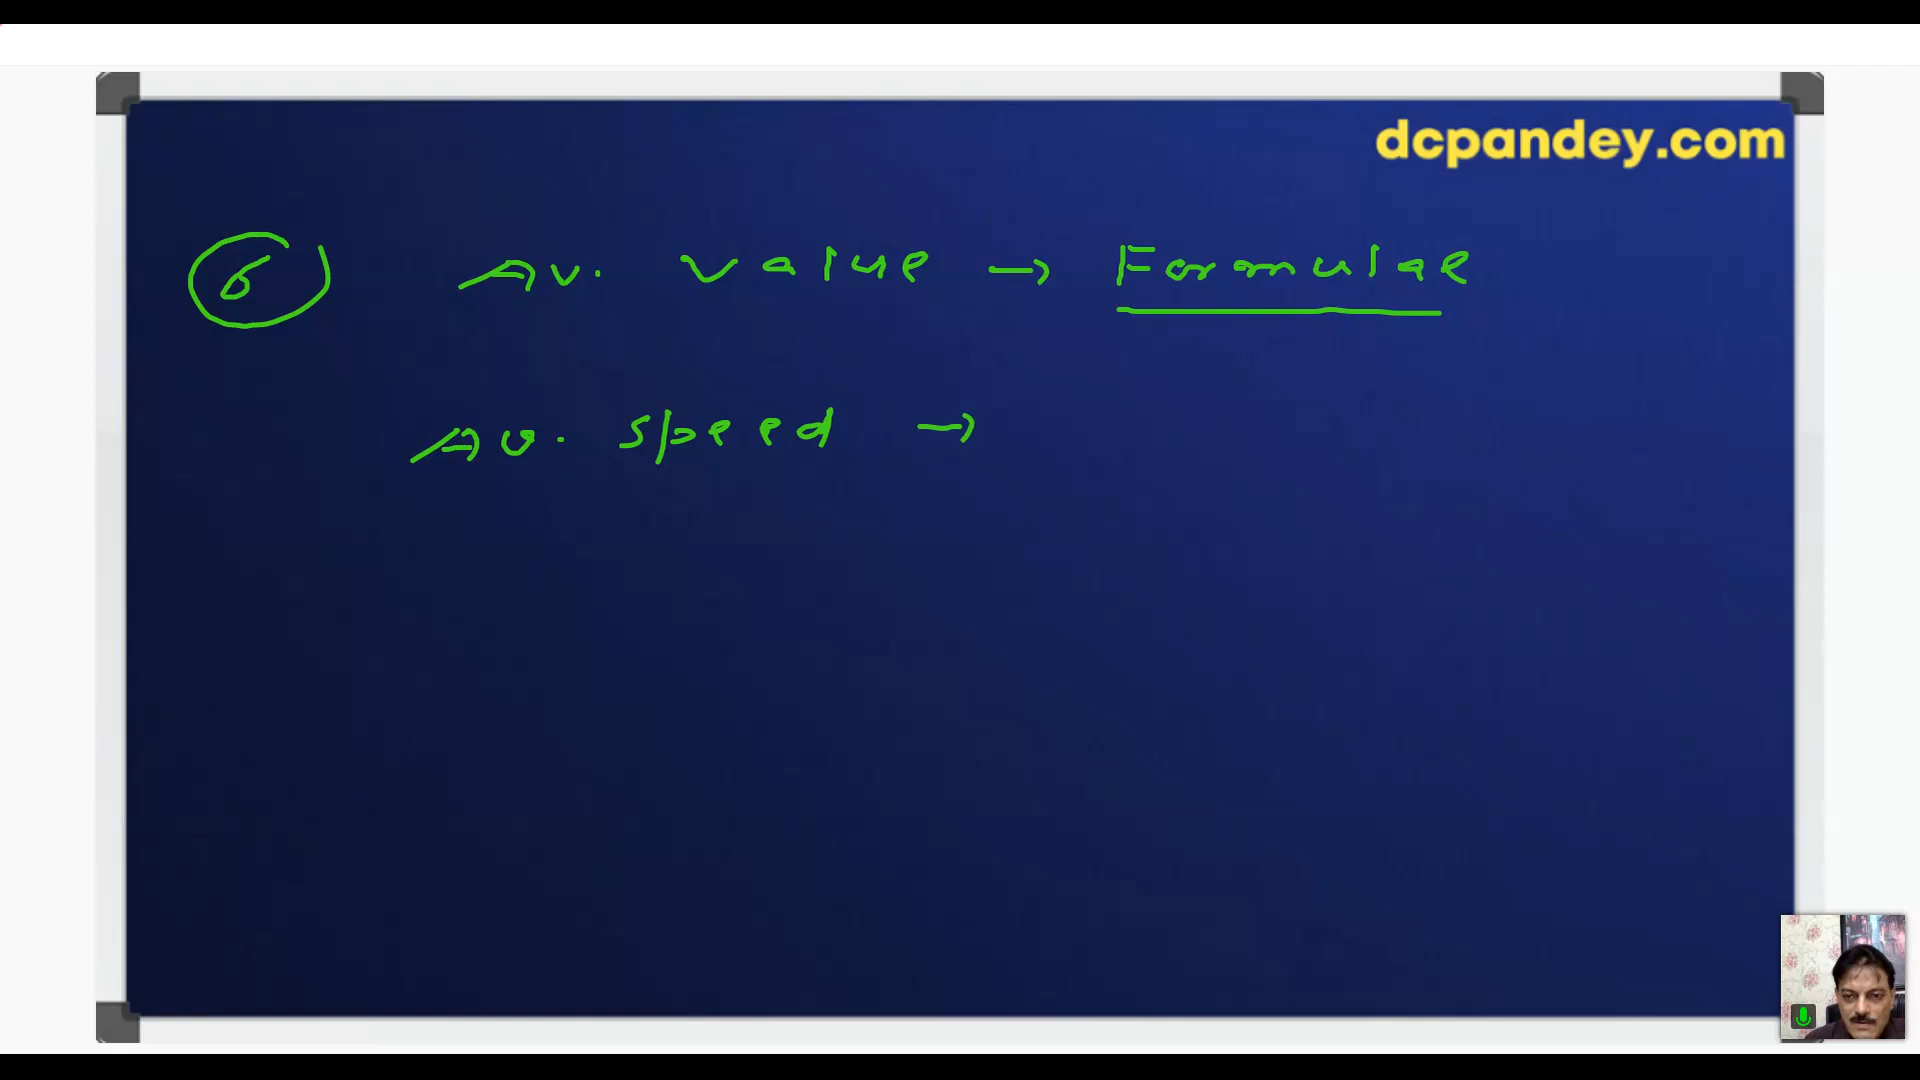 dcpandey.com
6 Av. value → Formulae
Av. speed →